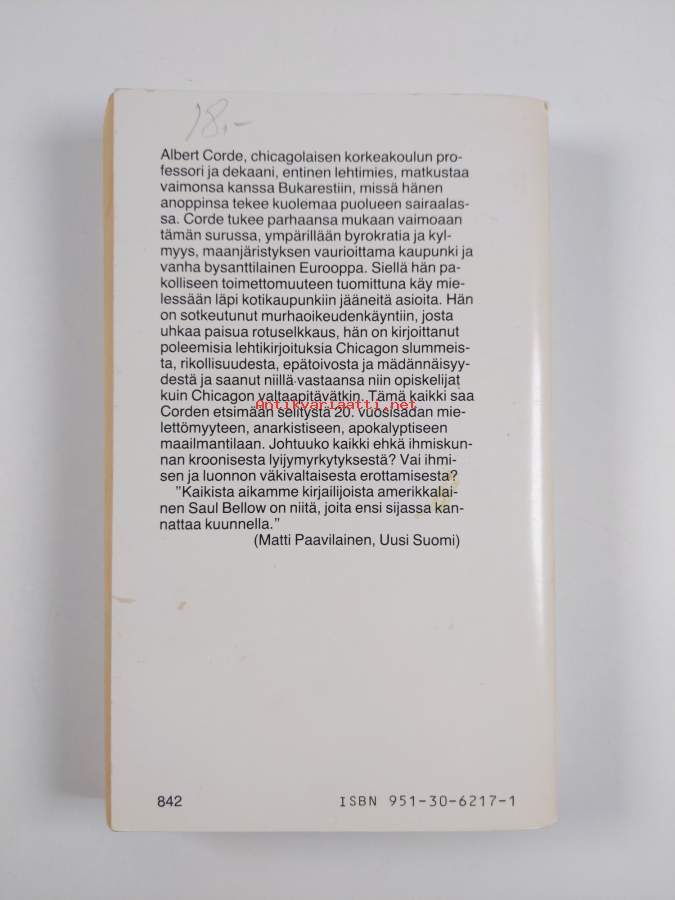 18,-
Albert Corde, chicagolaisen korkeakoulun pro-
fessori ja dekaani, entinen lehtimies, matkustaa
vaimonsa kanssa Bukarestiin, missä hänen
anoppinsa tekee kuolemaa puolueen sairaalas-
sa. Corde tukee parhaansa mukaan vaimoaan
tämän surussa, ympärillään byrokratia ja kyl-
myys, maanjäristyksen vaurioittama kaupunki ja
vanha bysanttilainen Eurooppa. Siellä hän pa-
kolliseen toimettomuuteen tuomittuna käy mie-
lessään läpi kotikaupunkiin jääneitä asioita. Hän
on sotkeutunut murhaoikeudenkäyntiin, josta
uhkaa paisua rotuselkkaus, hän on kirjoittanut
poleemisia lehtikirjoituksia Chicagon slummeis-
ta, rikollisuudesta, epätoivosta ja mädännäisyy-
destä ja saanut niillä vastaansa niin opiskelijat
kuin Chicagon valtaapitävätkin. Tämä kaikki saa
Antikvariaatti.net
Corden etsimään selitystä 20. vuosisadan mie-
lettömyyteen, anarkistiseen, apokalyptiseen
maailmantilaan. Johtuuko kaikki ehkä ihmiskun-
nan kroonisesta lyijymyrkytyksestä? Vai ihmi-
sen ja luonnon väkivaltaisesta erottamisesta?
"Kaikista aikamme kirjailijoista amerikkalai-
nen Saul Bellow on niitä, joita ensi sijassa kan-
nattaa kuunnella."
(Matti Paavilainen, Uusi Suomi)
842
ISBN 951-30-6217-1